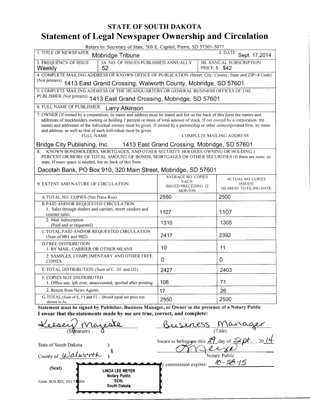 STATE OF SOUTH DAKOTA
Statement of Legal Newspaper Ownership and Circulation
Return to: Secretary of State, 500 E. Capitol, Pierre, SD 57501-5077
1. TITLE OF NEWSPAPER Mobridge Tribune 2. DATE Sept. 17, 2014
3. FREQUENCY OF ISSUE Weekly 3A. NO. OF ISSUES PUBLISHED ANNUALLY 52 3B. ANNUAL SUBSCRIPTION PRICE $ $42
4. COMPLETE MAILING ADDRESS OF KNOWN OFFICE OF PUBLICATION (Street, City, County, State and ZIP+4 Code)
(Not printers) 1413 East Grand Crossing, Walworth County, Mobridge, SD 57601
5. COMPLETE MAILING ADDRESS OF THE HEADQUARTERS OR GENERAL BUSINESS OFFICES OF THE
PUBLISHER (Not printers) 1413 East Grand Crossing, Mobridge, SD 57601
6. FULL NAME OF PUBLISHER: Larry Atkinson
7. OWNER (If owned by a corporation, its name and address must be stated and list on the back of this form the names and
addresses of stockholders owning or holding 1 percent or more of total amount of stock. If not owned by a corporation, the
names and addresses of the individual owners must be given. If owned by a partnership or other unincorporated firm, its name
and address, as well as that of each individual must be given.
FULL NAME COMPLETE MAILING ADDRESS
Bridge City Publishing, Inc. 1413 East Grand Crossing, Mobridge, SD 57601
8. KNOWN BONDHOLDERS, MORTGAGES, AND OTHER SECURITY HOLDERS OWNING OR HOLDING 1
PERCENT OR MORE OF TOTAL AMOUNT OF BONDS, MORTGAGES OR OTHER SECURITIES (If there are none, so
state. If more space is needed, list on back of this form.
Dacotah Bank, PO Box 910, 320 Main Street, Mobridge, SD 57601
9. EXTENT AND NATURE OF CIRCULATION AVERAGE NO. COPIES EACH ISSUED PRECEDING 12 MONTHS ACTUAL NO. COPIES ISSUED NEAREST TO FILING DATE
A. TOTAL NO. COPIES (Net Press Run) 2550 2500
B. PAID AND/OR REQUESTED CIRCULATION
1. Sales through dealers and carriers, street vendors and
counter sales 1107 1107
2. Mail Subscription
(Paid and or requested) 1310 1305
C. TOTAL PAID AND/OR REQUESTED CIRCULATION
(Sum of 9B1 and 9B2) 2417 2392
D. FREE DISTRIBUTION
1. BY MAIL, CARRIER OR OTHER MEANS 10 11
2. SAMPLES, COMPLIMENTARY AND OTHER FREE
COPIES 0 0
E. TOTAL DISTRIBUTION (Sum of C, D1 and D2) 2427 2403
F. COPIES NOT DISTRIBUTED
1. Office use, left over, unaccounted, spoiled after printing 106 71
2. Return from News Agents 17 26
G. TOTAL (Sum of E, F1 and F2 – Should equal net press run
shown in A) 2550 2500
Statement must be signed by Publisher, Business Manager, or Owner in the presence of a Notary Public
I swear that the statements made by me are true, correct, and complete:
Business Manager
(Signature) (Title)
State of South Dakota )
Sworn to before me this day of Sept. 2014
County of Walworth )
Notary Public
(Seal) commission expires:
LINDA LEE MEYER
Notary Public
SEAL
South Dakota